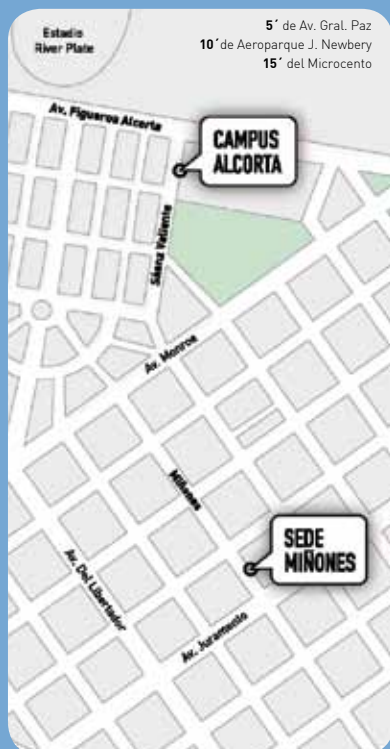 5´ de Av. Gral. Paz
10´de Aeroparque J. Newbery
15´ del Microcento
Estadio
River Plate
Av. Figueroa Alcorta
CAMPUS
ALCORTA
Sáenz Valiente
Av. Monroe
Miñones
SEDE
MIÑONES
Av. Del Libertador
Av. Juramento